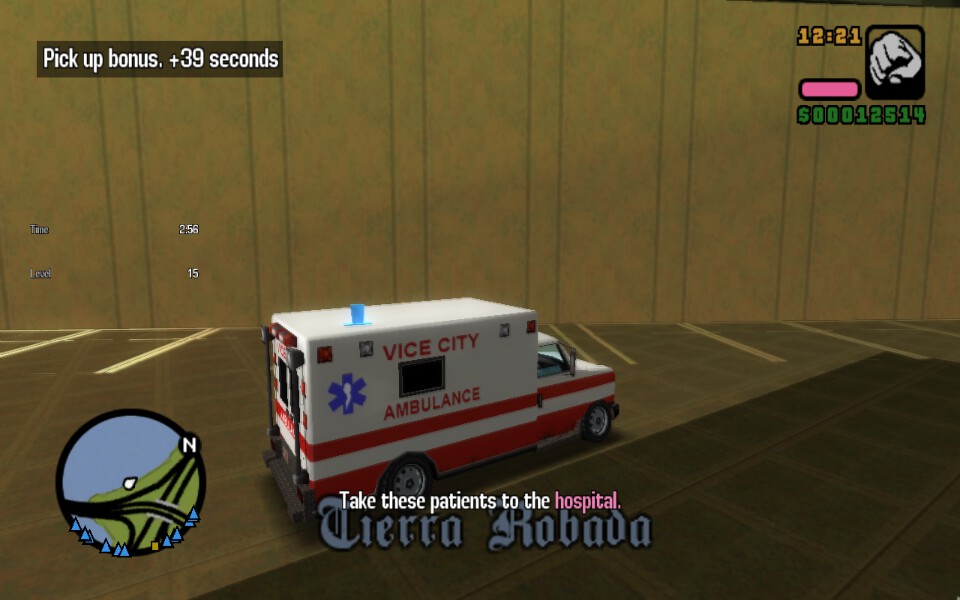 Pick up bonus. +39 seconds
12:21
$00012514
Time 2:56
Level 15
VICE CITY
AMBULANCE
N
Take these patients to the hospital.
Tierra Robada